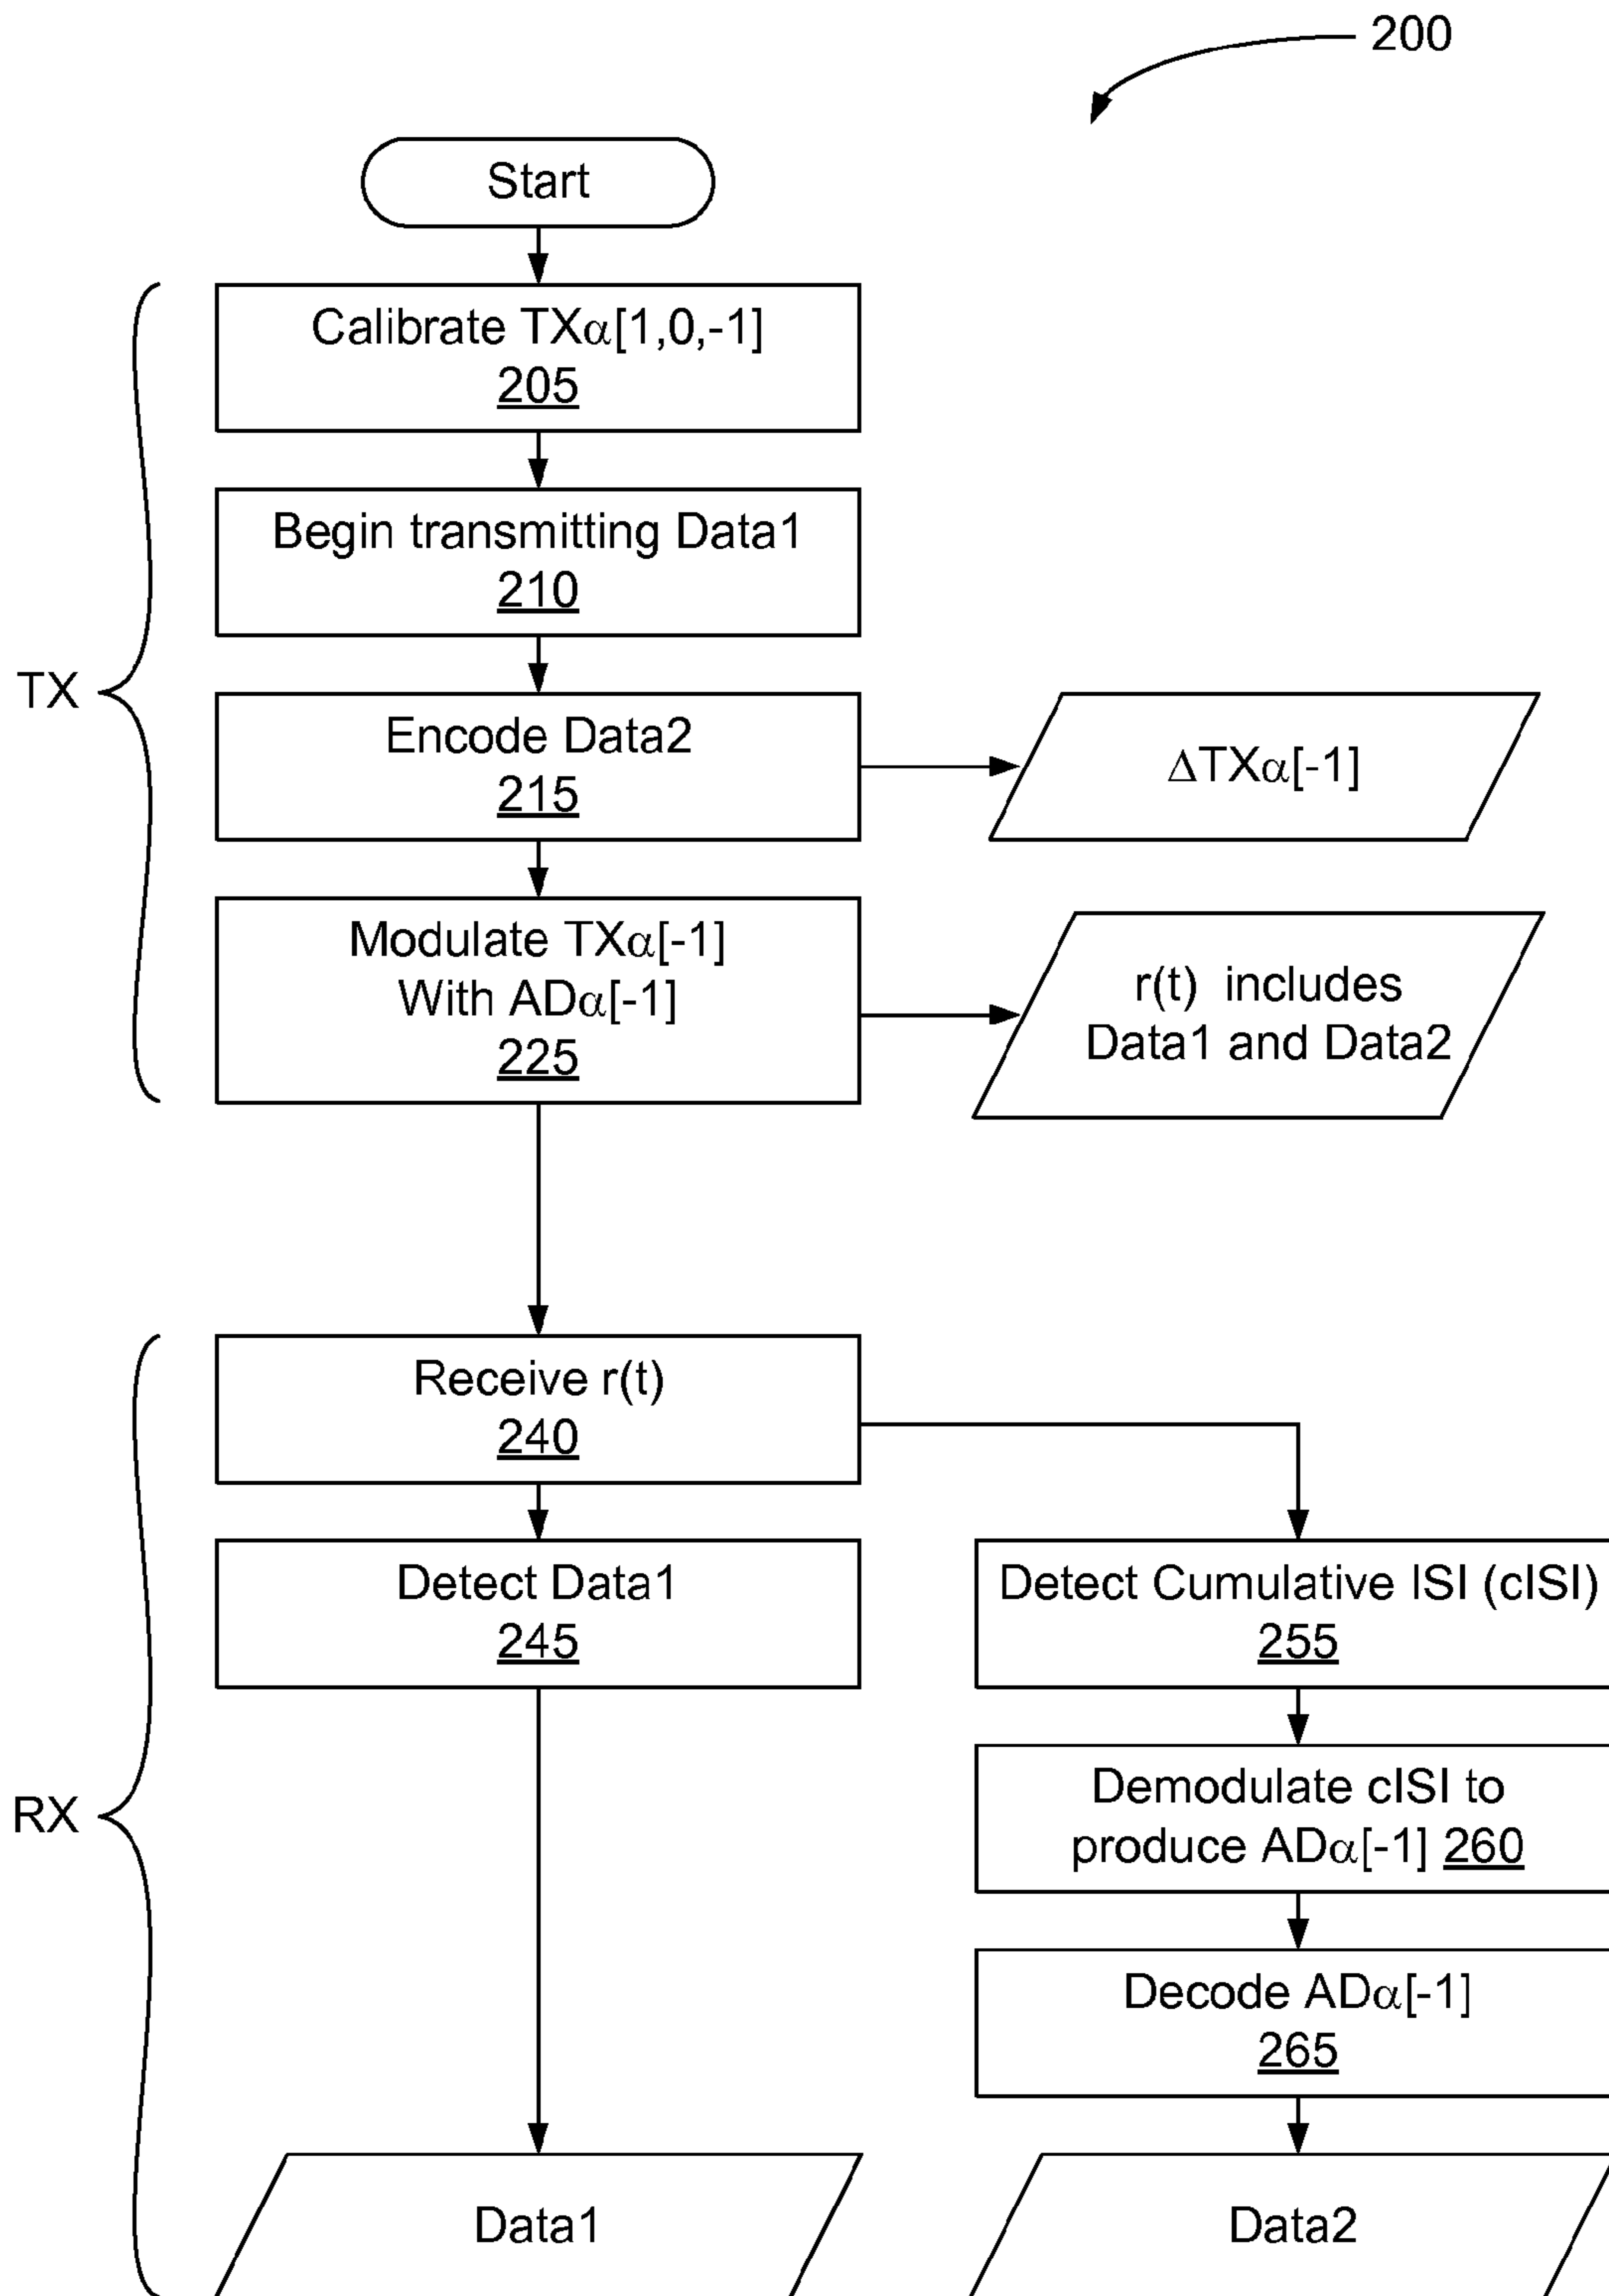 200
Start
Calibrate TXα[1,0,-1]
205
Begin transmitting Data1
210
TX
Encode Data2
215
ΔTXα[-1]
Modulate TXα[-1]
With ADα[-1]
225
r(t) includes
Data1 and Data2
Receive r(t)
240
Detect Data1
245
Detect Cumulative ISI (cISI)
255
RX
Demodulate cISI to
produce ADα[-1] 260
Decode ADα[-1]
265
Data1
Data2